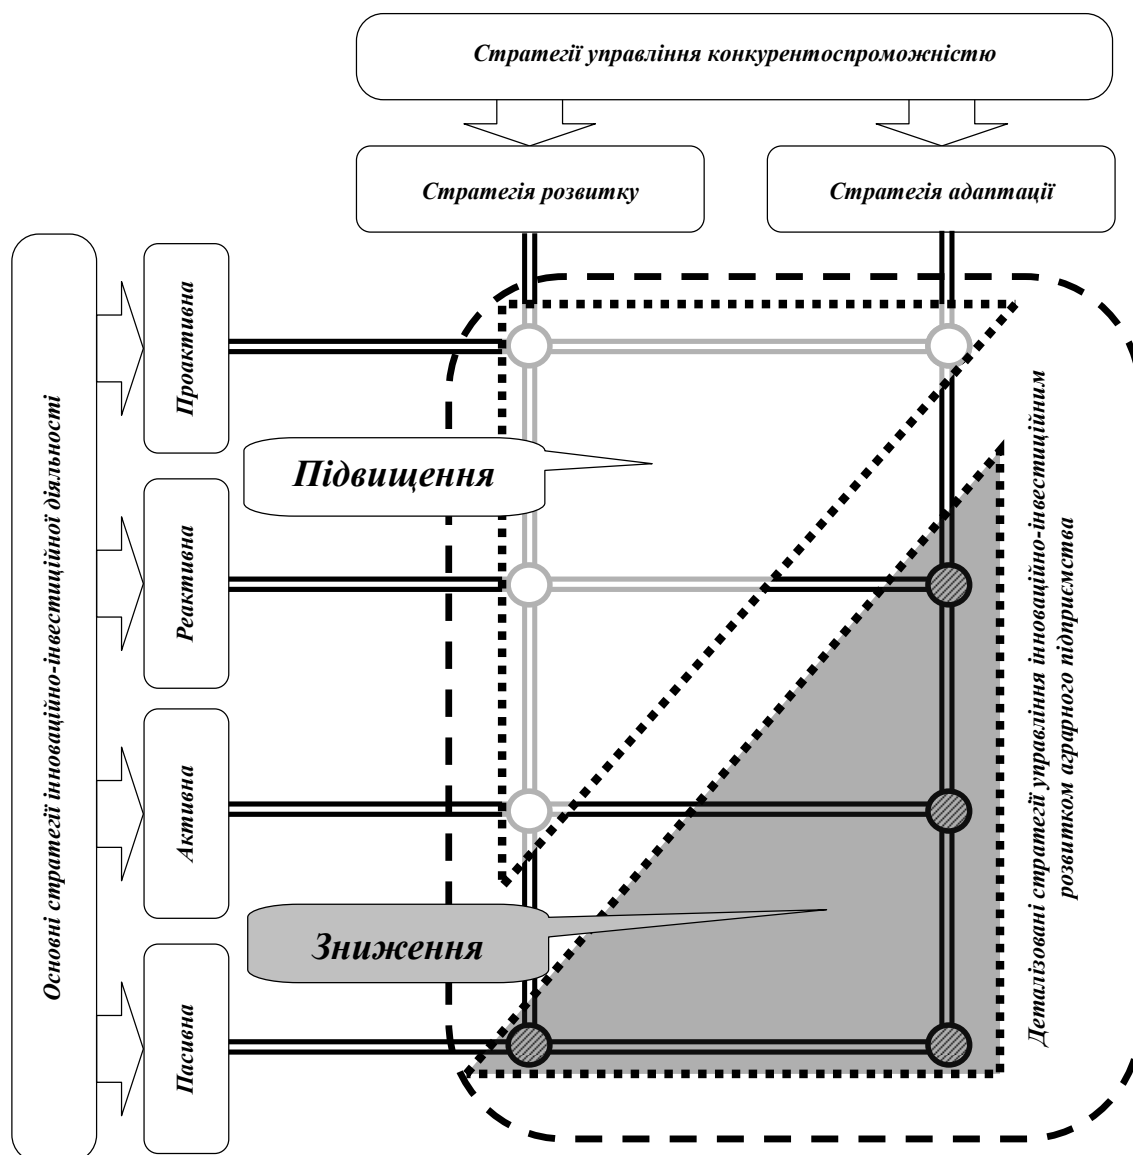 Стратегії управління конкурентоспроможністю
Стратегія розвитку
Стратегія адаптації
Основні стратегії інноваційно-інвестиційної діяльності
Проактивна
Реактивна
Активна
Пасивна
Підвищення
Зниження
Деталізовані стратегії управління інноваційно-інвестиційним
розвитком аграрного підприємства